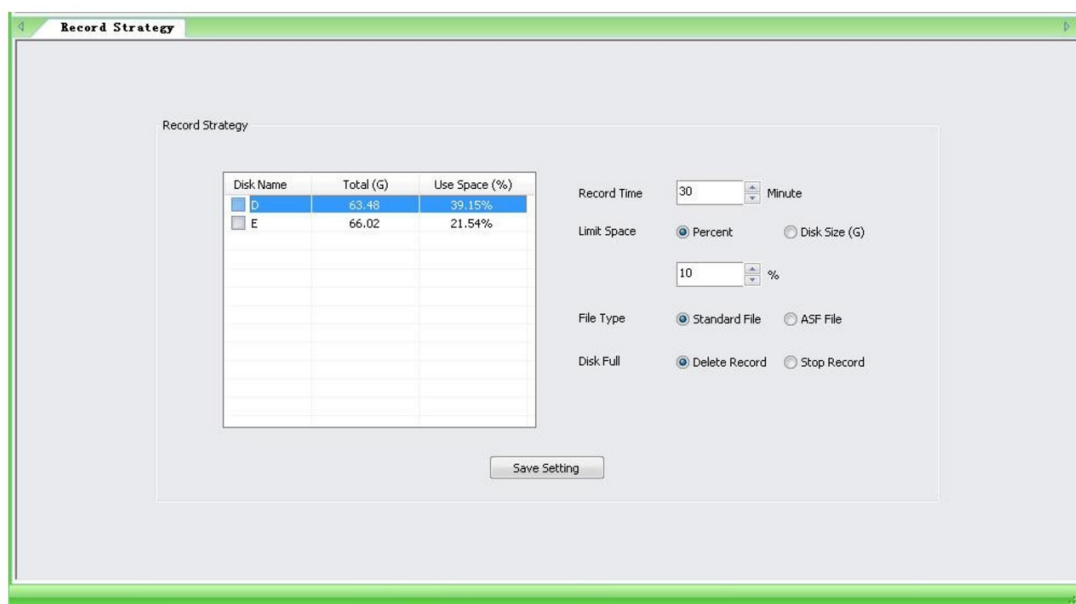 Record Strategy
Record Strategy
Disk Name Total (G) Use Space (%)
D 63.48 39.15%
E 66.02 21.54%
Record Time 30 Minute
Limit Space Percent Disk Size (G)
10 %
File Type Standard File ASF File
Disk Full Delete Record Stop Record
Save Setting